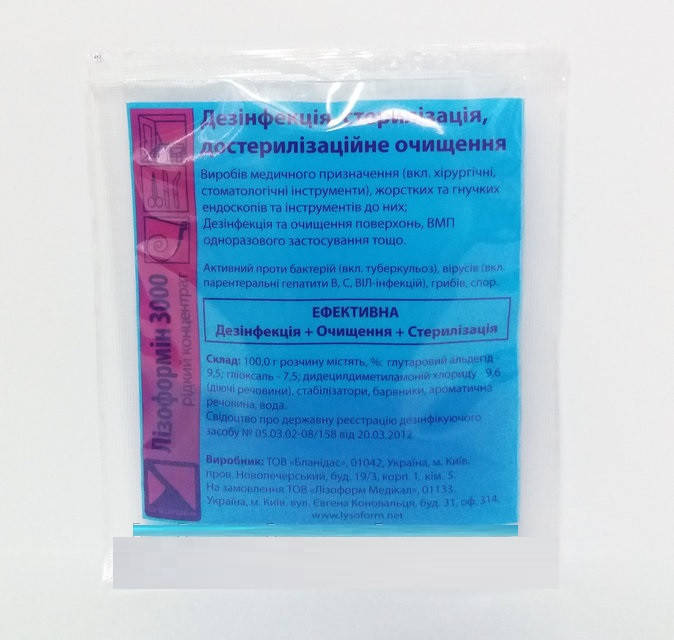 Дезінфекція, стерилізація,
достерилізаційне очищення
Виробів медичного призначення (вкл. хірургічні,
стоматологічні інструменти), жорстких та гнучких
ендоскопів та інструментів до них;
Дезінфекція та очищення поверхонь, ВМП
одноразового застосування тощо.
Активний проти бактерій (вкл. туберкульоз), вірусів (вкл.
парентеральні гепатити В, С, ВІЛ-інфекцій), грибів, спор.
ЕФЕКТИВНА
Дезінфекція + Очищення + Стерилізація
Склад: 100,0 г розчину містять, %: глутаровий альдегід -
9,5; гліоксаль - 7,5; дидецилдиметиламоній хлориду 9,6
(діючі речовини), стабілізатори, барвники, ароматична
речовина, вода.
Свідоцтво про державну реєстрацію дезінфікуючого
засобу № 05.03.02-08/158 від 20.03.2012
Виробник: ТОВ «Бланідас», 01042, Україна, м. Київ,
пров. Новопечерський, буд. 19/3, корп. 1, кім. 5.
На замовлення ТОВ «Лізоформ Медикал», 01133,
Україна, м. Київ, вул. Євгена Коновальця, буд. 31, оф. 314.
www.lysoform.net
Лізоформін 3000
рідкий концентрат